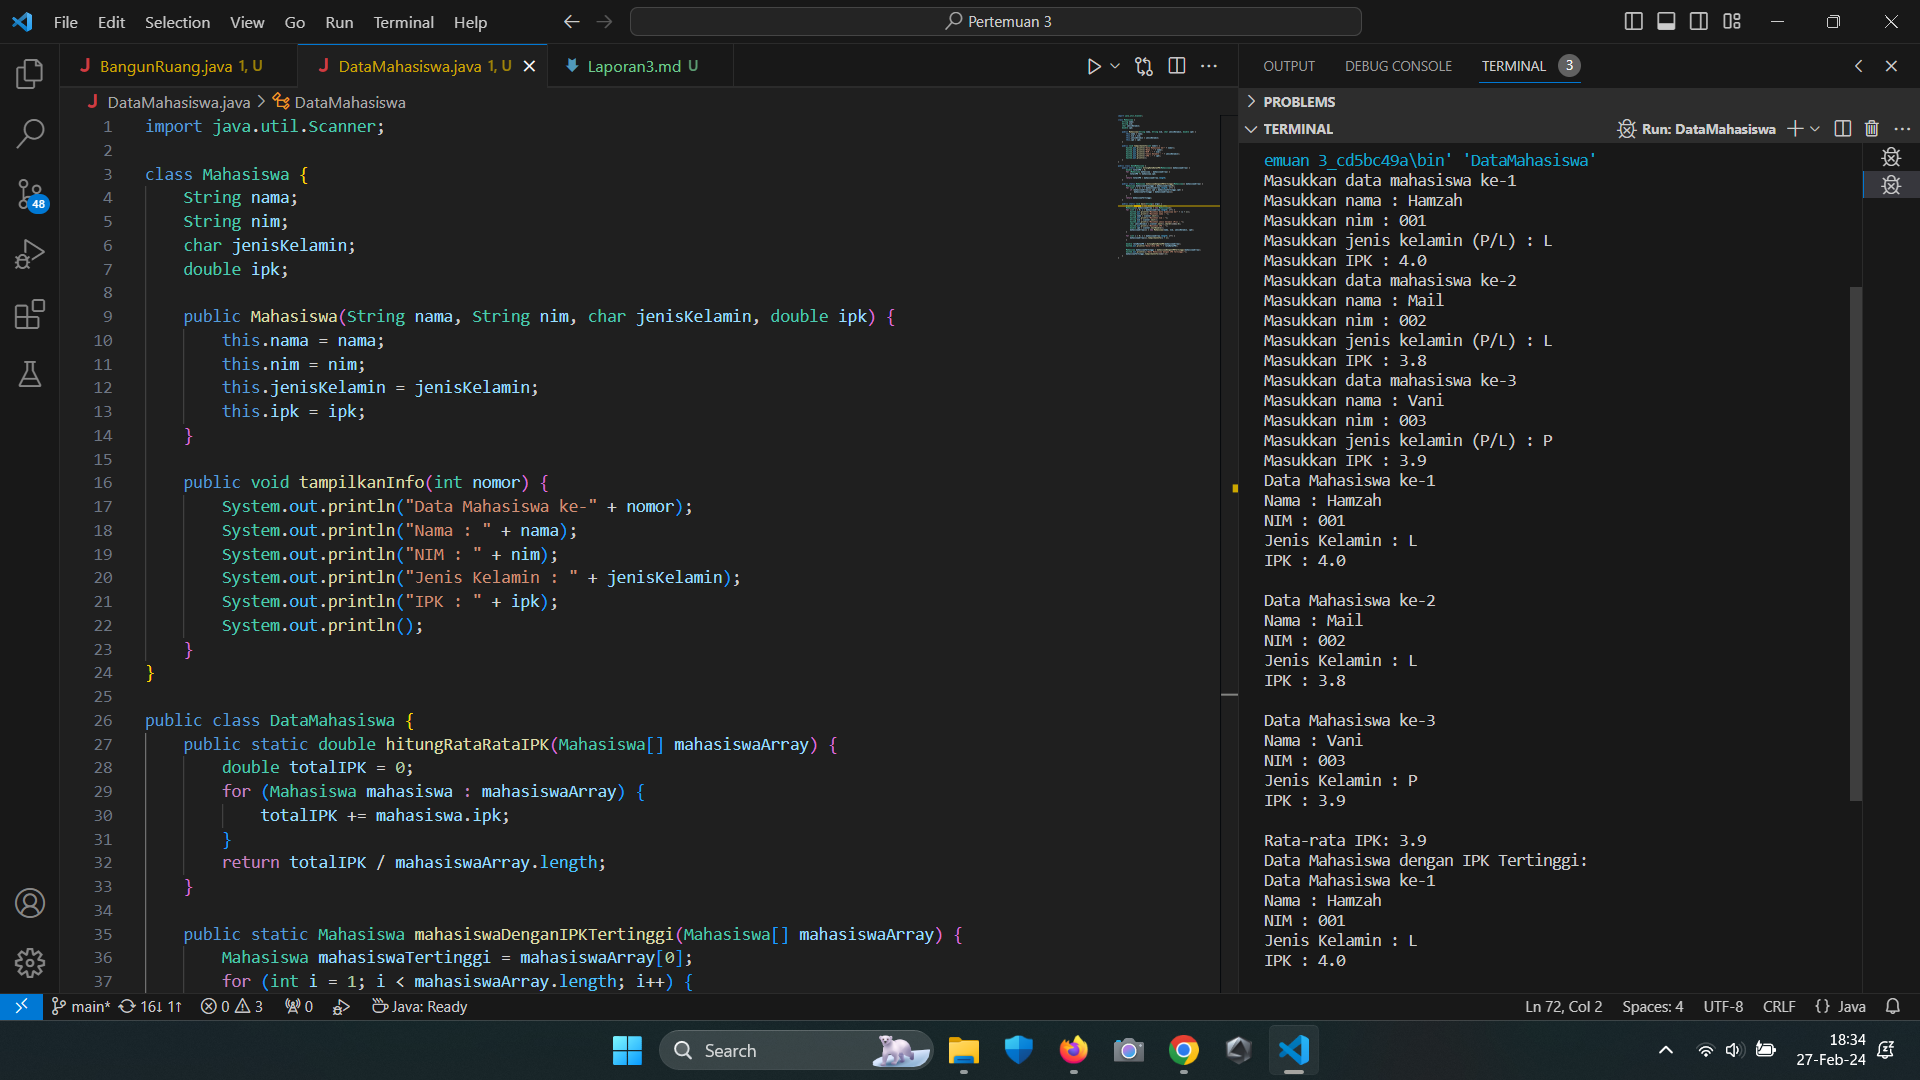 File Edit Selection View Go Run Terminal Help
Pertemuan 3
BangunRuang.java 1, U
DataMahasiswa.java 1, U
Laporan3.md U
DataMahasiswa.java > DataMahasiswa
1 import java.util.Scanner;
2
3 class Mahasiswa {
4 String nama;
5 String nim;
6 char jenisKelamin;
7 double ipk;
8
9 public Mahasiswa(String nama, String nim, char jenisKelamin, double ipk) {
10 this.nama = nama;
11 this.nim = nim;
12 this.jenisKelamin = jenisKelamin;
13 this.ipk = ipk;
14 }
15
16 public void tampilkanInfo(int nomor) {
17 System.out.println("Data Mahasiswa ke-" + nomor);
18 System.out.println("Nama : " + nama);
19 System.out.println("NIM : " + nim);
20 System.out.println("Jenis Kelamin : " + jenisKelamin);
21 System.out.println("IPK : " + ipk);
22 System.out.println();
23 }
24 }
25
26 public class DataMahasiswa {
27 public static double hitungRataRataIPK(Mahasiswa[] mahasiswaArray) {
28 double totalIPK = 0;
29 for (Mahasiswa mahasiswa : mahasiswaArray) {
30 totalIPK += mahasiswa.ipk;
31 }
32 return totalIPK / mahasiswaArray.length;
33 }
34
35 public static Mahasiswa mahasiswaDenganIPKTertinggi(Mahasiswa[] mahasiswaArray) {
36 Mahasiswa mahasiswaTertinggi = mahasiswaArray[0];
37 for (int i = 1; i < mahasiswaArray.length; i++) {
OUTPUT DEBUG CONSOLE TERMINAL 3
PROBLEMS
TERMINAL
Run: DataMahasiswa
emuan 3_cd5bc49a\bin' 'DataMahasiswa'
Masukkan data mahasiswa ke-1
Masukkan nama : Hamzah
Masukkan nim : 001
Masukkan jenis kelamin (P/L) : L
Masukkan IPK : 4.0
Masukkan data mahasiswa ke-2
Masukkan nama : Mail
Masukkan nim : 002
Masukkan jenis kelamin (P/L) : L
Masukkan IPK : 3.8
Masukkan data mahasiswa ke-3
Masukkan nama : Vani
Masukkan nim : 003
Masukkan jenis kelamin (P/L) : P
Masukkan IPK : 3.9
Data Mahasiswa ke-1
Nama : Hamzah
NIM : 001
Jenis Kelamin : L
IPK : 4.0
Data Mahasiswa ke-2
Nama : Mail
NIM : 002
Jenis Kelamin : L
IPK : 3.8
Data Mahasiswa ke-3
Nama : Vani
NIM : 003
Jenis Kelamin : P
IPK : 3.9
Rata-rata IPK: 3.9
Data Mahasiswa dengan IPK Tertinggi:
Data Mahasiswa ke-1
Nama : Hamzah
NIM : 001
Jenis Kelamin : L
IPK : 4.0
48
main* 16↓ 1↑ 0 3 0 Java: Ready
Ln 72, Col 2 Spaces: 4 UTF-8 CRLF {} Java
Search
18:34
27-Feb-24